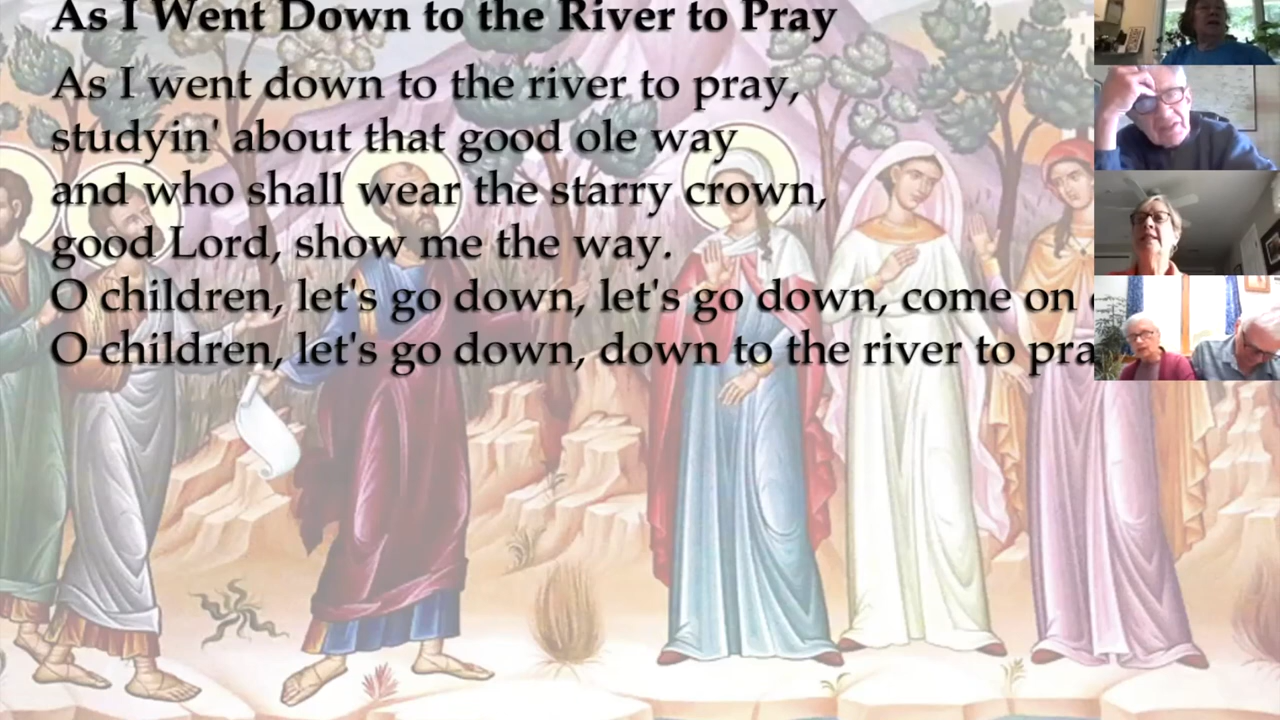 As I Went Down to the River to Pray
As I went down to the river to pray,
studyin' about that good ole way
and who shall wear the starry crown,
good Lord, show me the way.
O children, let's go down, let's go down, come on
O children, let's go down, down to the river to pra